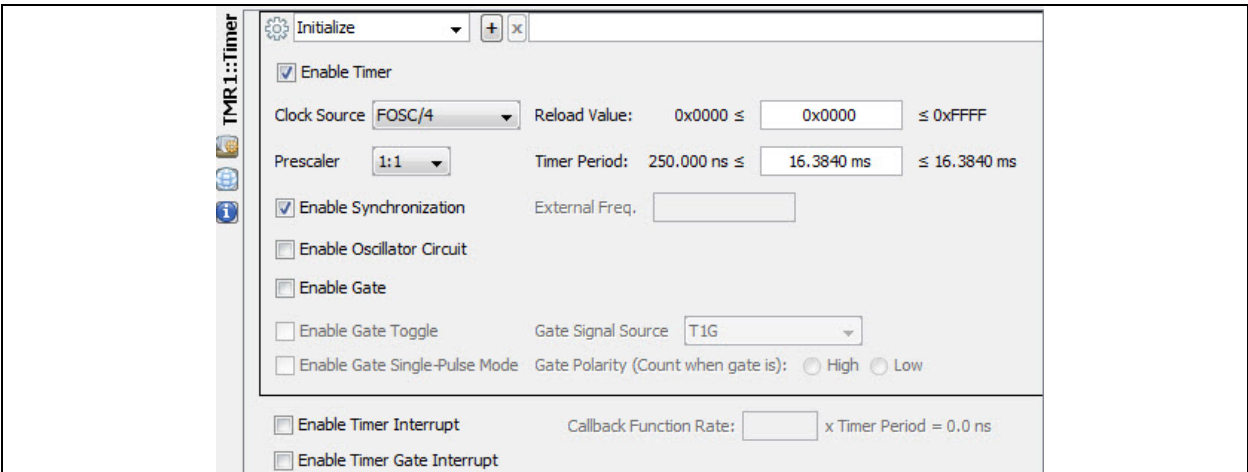 TMR1::Timer
Initialize + x
Enable Timer
Clock Source FOSC/4 Reload Value: 0x0000 ≤ 0x0000 ≤ 0xFFFF
Prescaler 1:1 Timer Period: 250.000 ns ≤ 16.3840 ms ≤ 16.3840 ms
Enable Synchronization External Freq.
Enable Oscillator Circuit
Enable Gate
Enable Gate Toggle Gate Signal Source T1G
Enable Gate Single-Pulse Mode Gate Polarity (Count when gate is): High Low
Enable Timer Interrupt Callback Function Rate: x Timer Period = 0.0 ns
Enable Timer Gate Interrupt